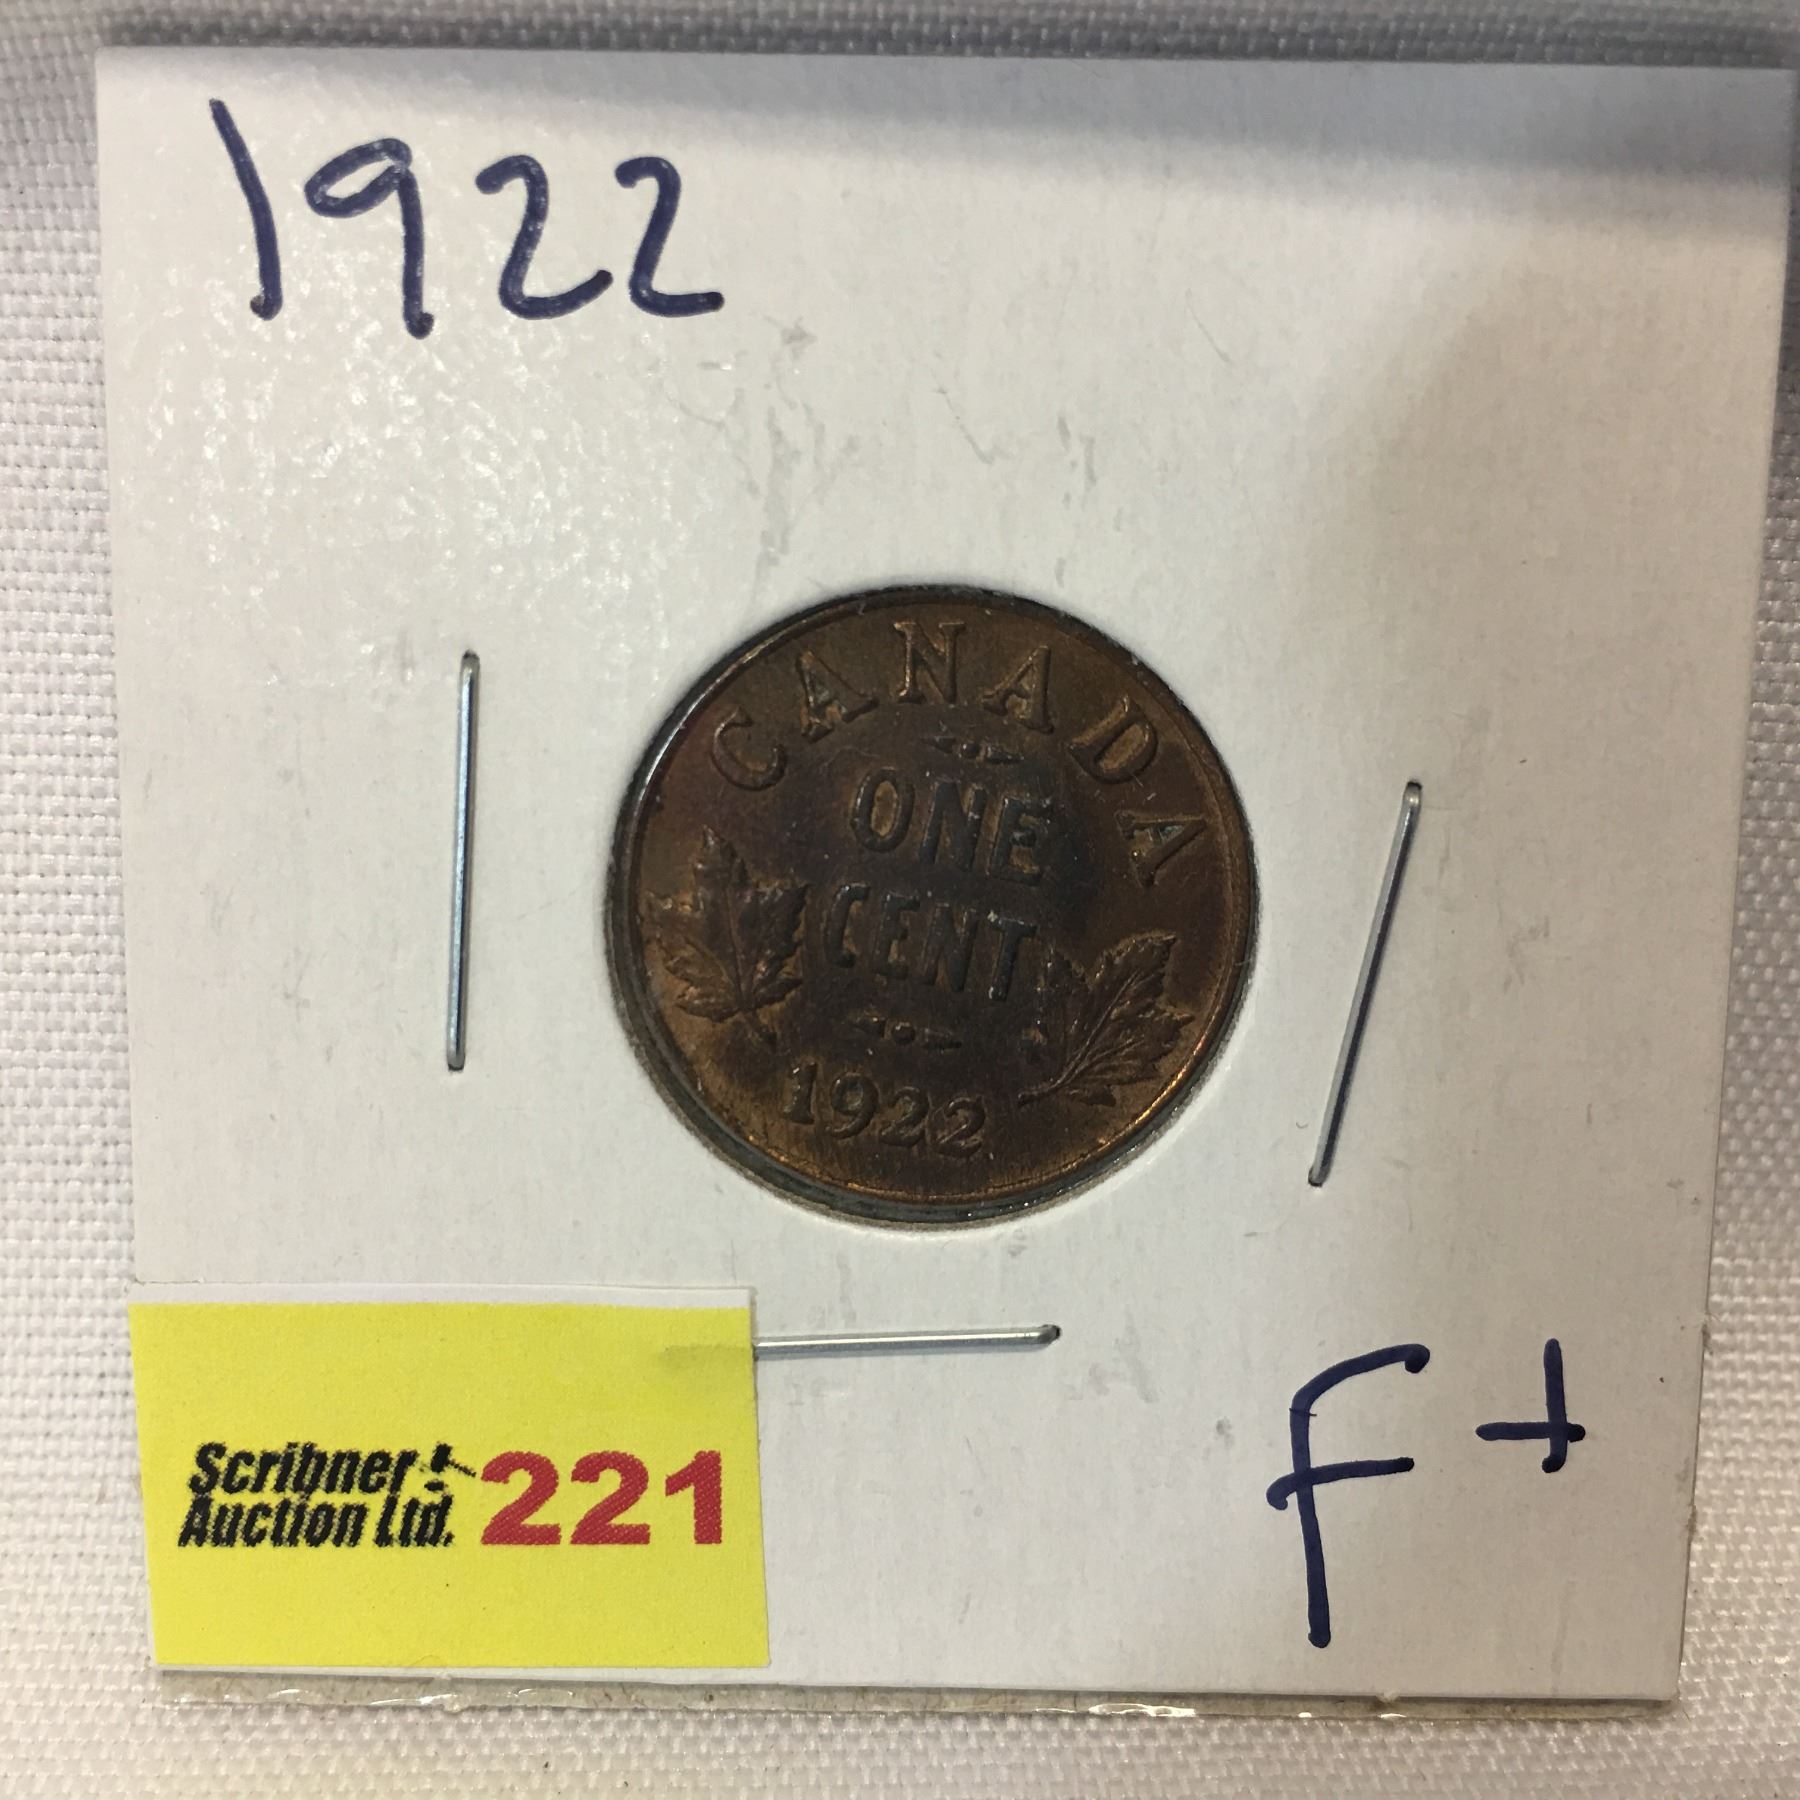 1922
CANADA
ONE
CENT
1922
Scribner
Auction Ltd. 221
F+